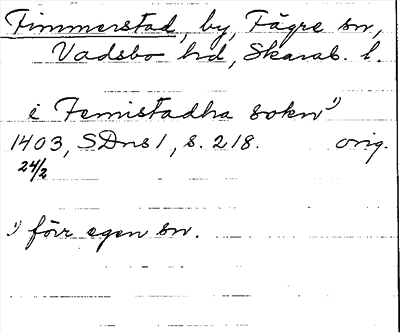 Fimmerstad, by, Fägre sn,
Vadsbo hd, Skarab. l.
i Femistadha sokn¹⁾
1403, SDns 1, s. 218. orig.
24/2
¹⁾ förr egen sn.